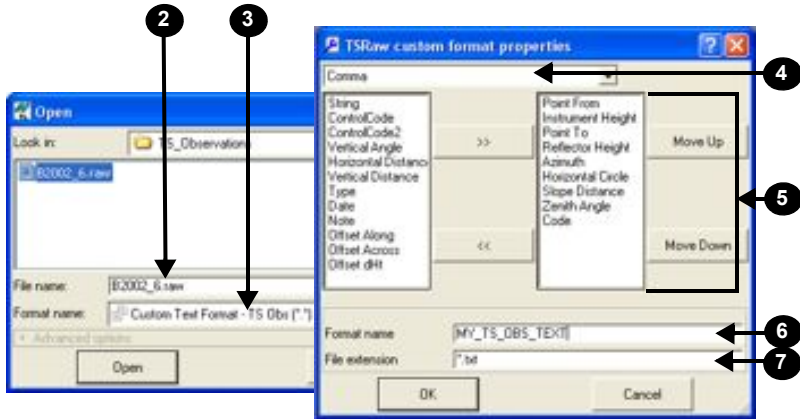 2
3
Open
Look in:
TS_Observations
B2002_6.raw
File name:
B2002_6.raw
Format name:
Custom Text Format - TS Obs (*.*)
Advanced options
Open
TSRaw custom format properties
4
Comma
String
ControlCode
ControlCode2
Vertical Angle
Horizontal Distanc
Vertical Distance
Type
Date
Note
Offset Along
Offset Across
Offset dHt
>>
<<
Point From
Instrument Height
Point To
Reflector Height
Azimuth
Horizontal Circle
Slope Distance
Zenith Angle
Code
Move Up
5
Move Down
Format name
MY_TS_OBS_TEXT
6
File extension
*.txt
7
OK
Cancel